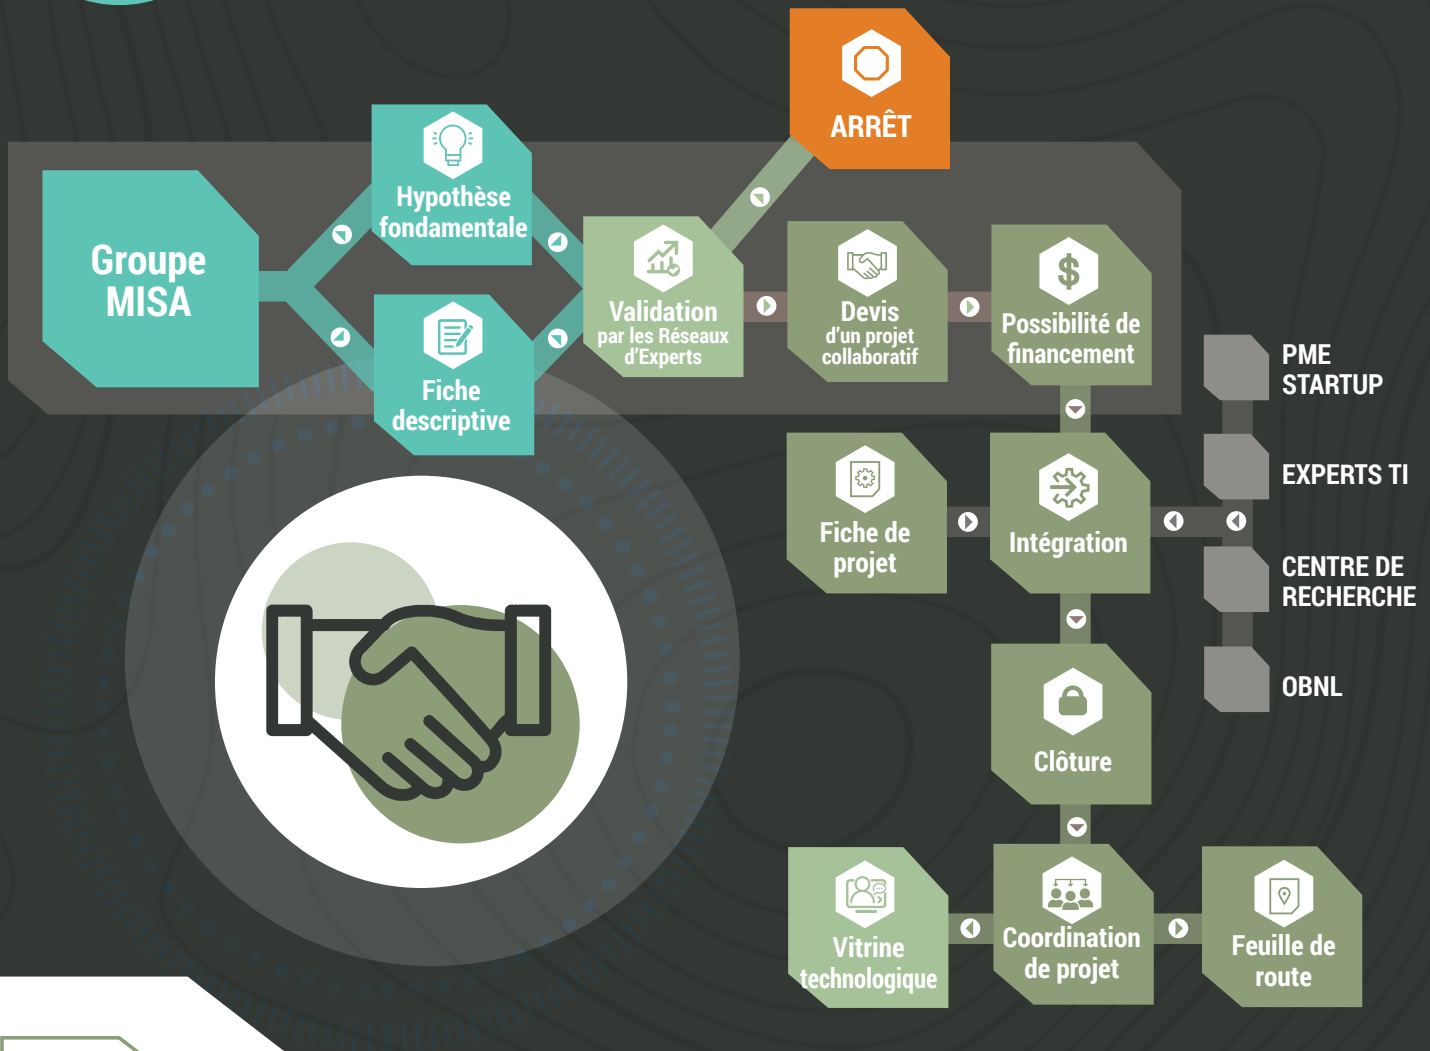 ARRÊT
Groupe
MISA
Hypothèse
fondamentale
Fiche
descriptive
Validation
par les Réseaux
d'Experts
Devis
d'un projet
collaboratif
$
Possibilité de
financement
PME
STARTUP
EXPERTS TI
CENTRE DE
RECHERCHE
OBNL
Fiche de
projet
Intégration
Clôture
Vitrine
technologique
Coordination
de projet
Feuille de
route